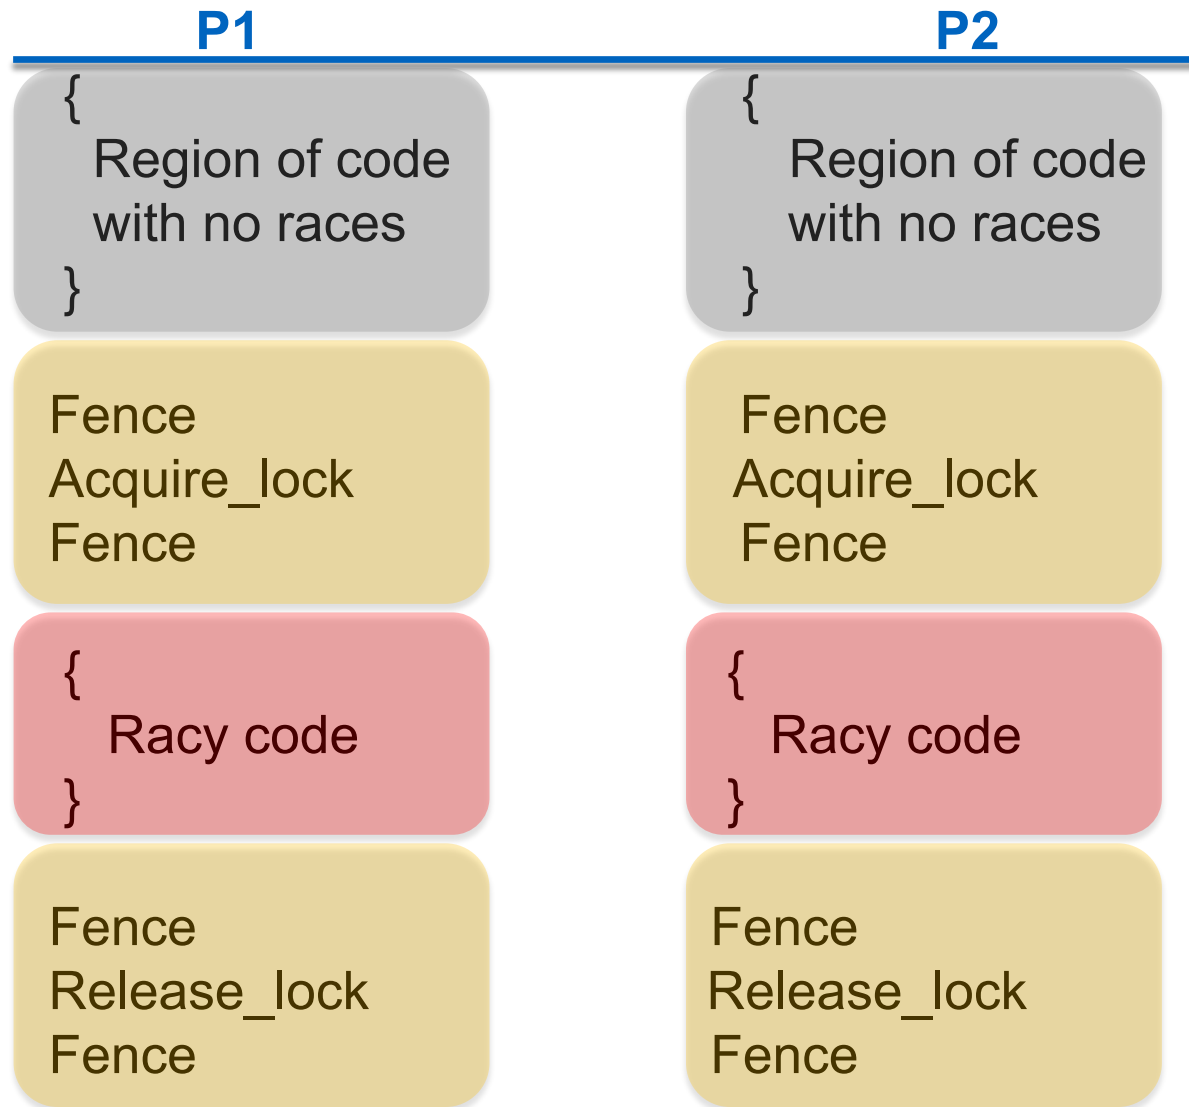 P1
{
Region of code
with no races
}
Fence
Acquire_lock
Fence
{
Racy code
}
Fence
Release_lock
Fence
P2
{
Region of code
with no races
}
Fence
Acquire_lock
Fence
{
Racy code
}
Fence
Release_lock
Fence